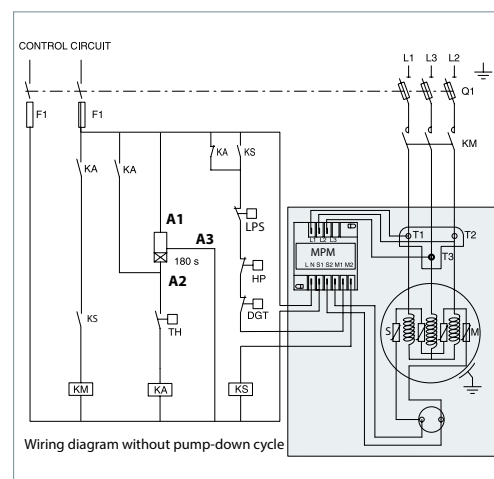 CONTROL CIRCUIT
L1 L3 L2
Q1
F1 F1
KM
KA KA KA KS
A1
A3
LPS
180 s
A2
HP
DGT
TH
KS
KM KA KS
L1 L2 L3
MPM
L N S1 S2 M1 M2
T1 T2
T3
S M
Wiring diagram without pump-down cycle